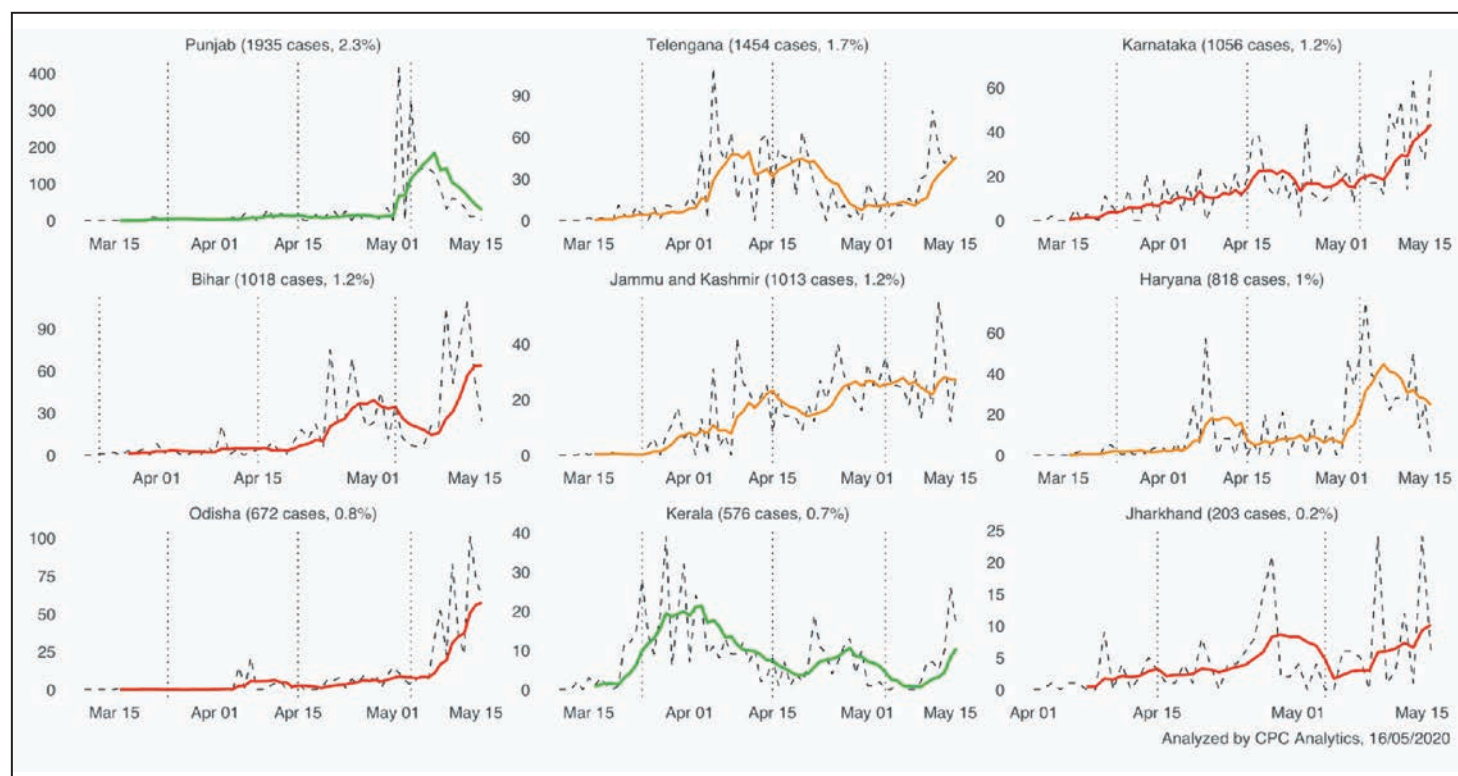 Punjab (1935 cases, 2.3%)
Telengana (1454 cases, 1.7%)
Karnataka (1056 cases, 1.2%)
400
300
200
100
0
90
60
30
0
60
40
20
0
Mar 15 Apr 01 Apr 15 May 01 May 15
Mar 15 Apr 01 Apr 15 May 01 May 15
Mar 15 Apr 01 Apr 15 May 01 May 15
Bihar (1018 cases, 1.2%)
Jammu and Kashmir (1013 cases, 1.2%)
Haryana (818 cases, 1%)
90
60
30
0
40
20
0
60
40
20
0
Apr 01 Apr 15 May 01 May 15
Mar 15 Apr 01 Apr 15 May 01 May 15
Mar 15 Apr 01 Apr 15 May 01 May 15
Odisha (672 cases, 0.8%)
Kerala (576 cases, 0.7%)
Jharkhand (203 cases, 0.2%)
100
75
50
25
0
40
30
20
10
0
25
20
15
10
5
0
Mar 15 Apr 01 Apr 15 May 01 May 15
Mar 15 Apr 01 Apr 15 May 01 May 15
Apr 01 Apr 15 May 01 May 15
Analyzed by CPC Analytics, 16/05/2020